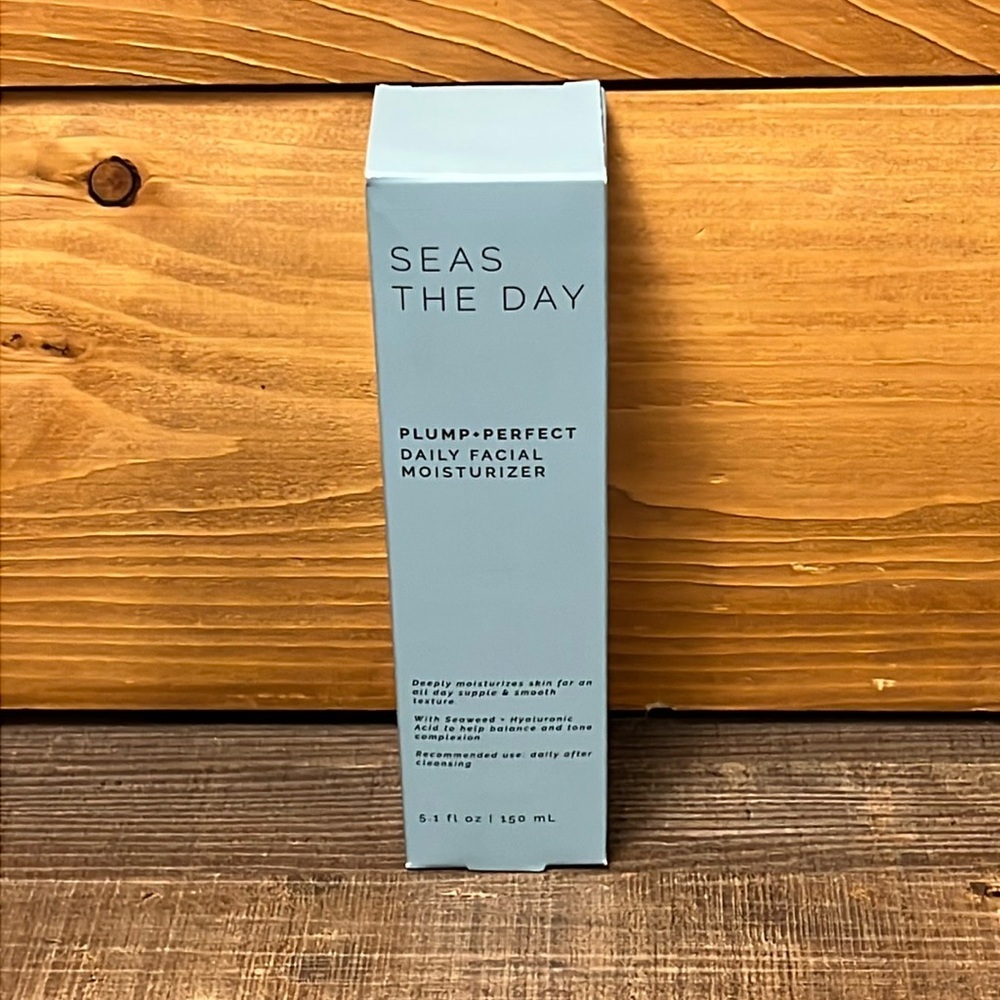 SEAS
THE DAY
PLUMP+PERFECT
DAILY FACIAL
MOISTURIZER
Deeply moisturizes skin for an
all day supple & smooth
texture
With Seaweed + Hyaluronic
Acid to help balance and tone
complexion
Recommended use: daily after
cleansing
5.1 fl oz | 150 mL